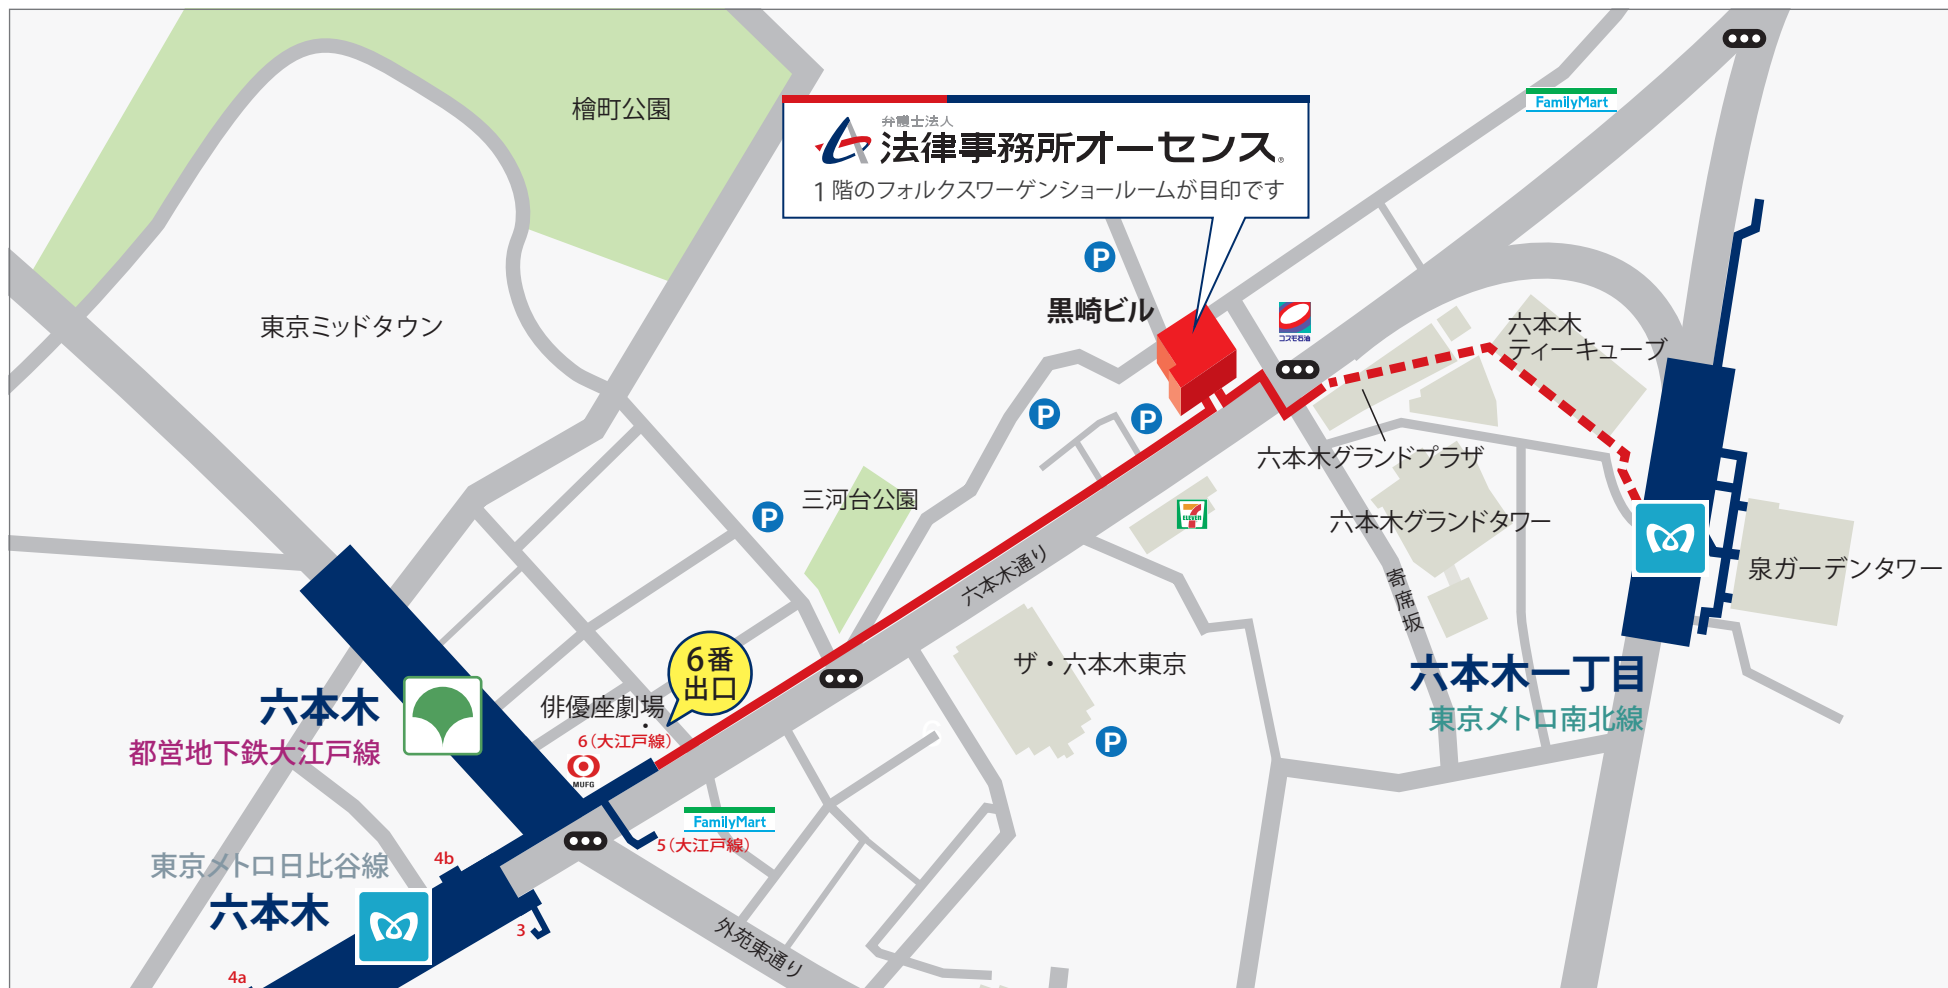 檜町公園
FamilyMart
弁護士法人
法律事務所オーセンス®
1階のフォルクスワーゲンショールームが目印です
P
黒崎ビル
コスモ石油
東京ミッドタウン
六本木
ティーキューブ
P
P
六本木グランドプラザ
三河台公園
P
7
ELEVEN
六本木グランドタワー
六本木通り
寄席坂
泉ガーデンタワー
6番
出口
ザ・六本木東京
六本木一丁目
東京メトロ南北線
六本木
都営地下鉄大江戸線
俳優座劇場
6(大江戸線)
P
MUFG
FamilyMart
5(大江戸線)
東京メトロ日比谷線
4b
六本木
3
外苑東通り
4a